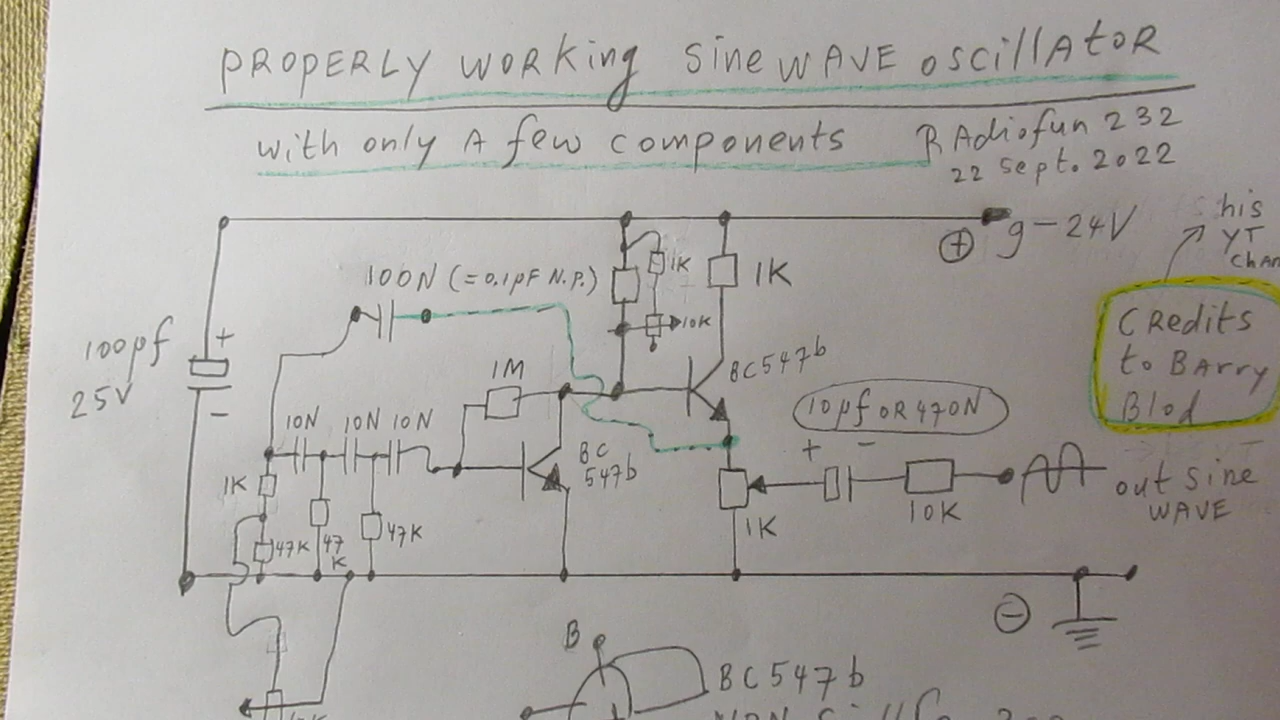 PROPERLY WORKing Sine WAVE oscillAtoR
with only A few components RAdiofun 232
22 Sept. 2022
his
YT
100N (=0.1µF N.P.)
1K
1K
+ 9-24V
10K
CRedits
to BArry
Blod
100µf
25V
+
-
1M
BC547b
10µf OR 470N
10N 10N 10N
+ -
BC
547b
1K
10K
out sine
WAVE
47K
47
K
47K
1K
-
B
BC547b